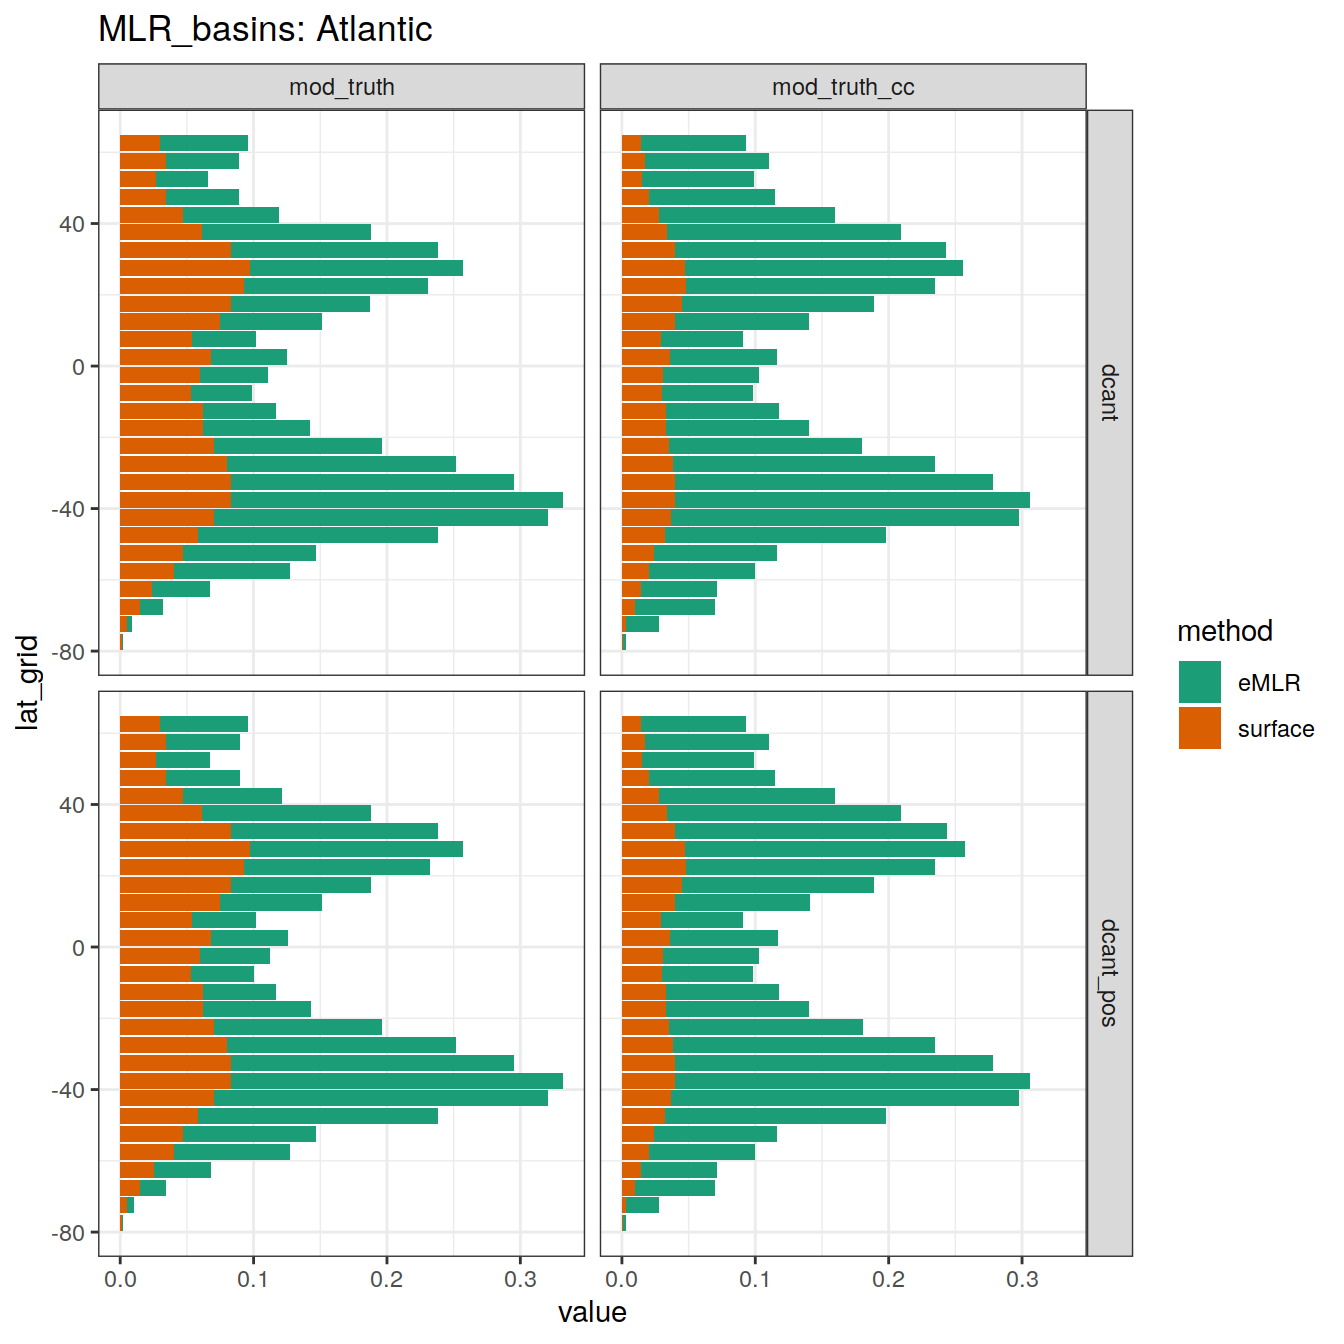 MLR_basins: Atlantic
mod_truth
mod_truth_cc
40
0
-40
-80
dcant
40
0
-40
-80
dcant_pos
lat_grid
0.0
0.1
0.2
0.3
0.0
0.1
0.2
0.3
value
method
eMLR
surface